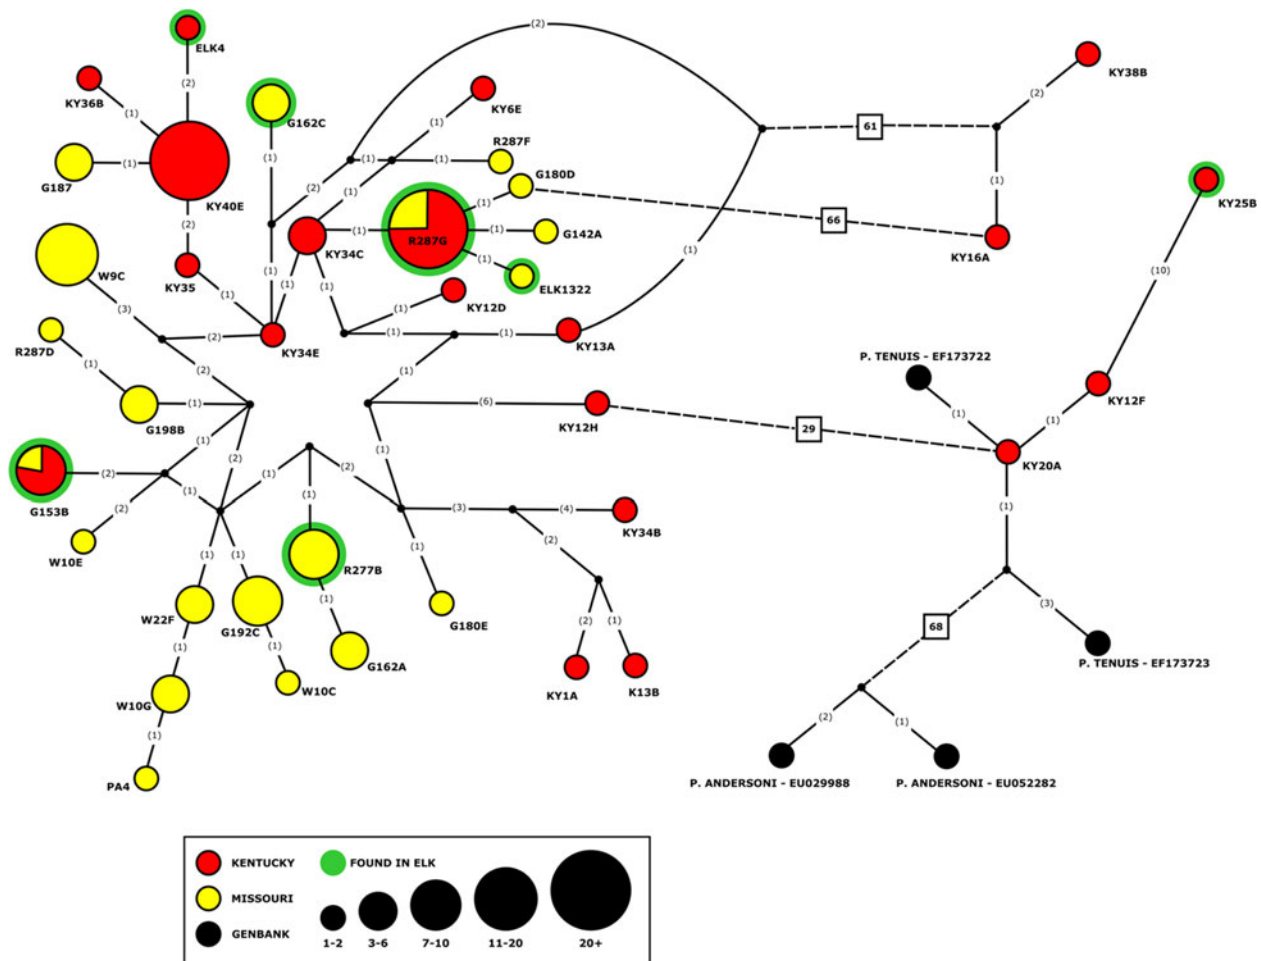 ELK4
(2)
KY38B
KY36B
(2)
KY6E
(2)
(1)
G162C
(1)
61
R287F
G187
(1)
(1)
(1)
(1)
G180D
KY25B
(1)
KY40E
(2)
(1)
(1)
(2)
(1)
66
KY34C
(1)
R287G
(1)
G142A
KY16A
W9C
KY35
(1)
(1)
ELK1322
(1)
(10)
(1)
(1)
(1)
KY12D
(3)
(1)
R287D
(2)
KY34E
(1)
(1)
KY13A
P. TENUIS - EF173722
(1)
(2)
(1)
KY12F
G198B
(1)
(6)
KY12H
(1)
(1)
29
(1)
(2)
(1)
KY20A
(2)
(1)
(2)
G153B
(1)
(1)
(2)
(3)
(4)
(1)
W10E
KY34B
(1)
(1)
(1)
(2)
R277B
W22F
G192C
(1)
G180E
(2)
(1)
68
(3)
(1)
(1)
G162A
P. TENUIS - EF173723
W10G
W10C
KY1A
K13B
(1)
(2)
(1)
PA4
P. ANDERSONI - EU029988
P. ANDERSONI - EU052282
KENTUCKY
FOUND IN ELK
MISSOURI
GENBANK
1-2
3-6
7-10
11-20
20+